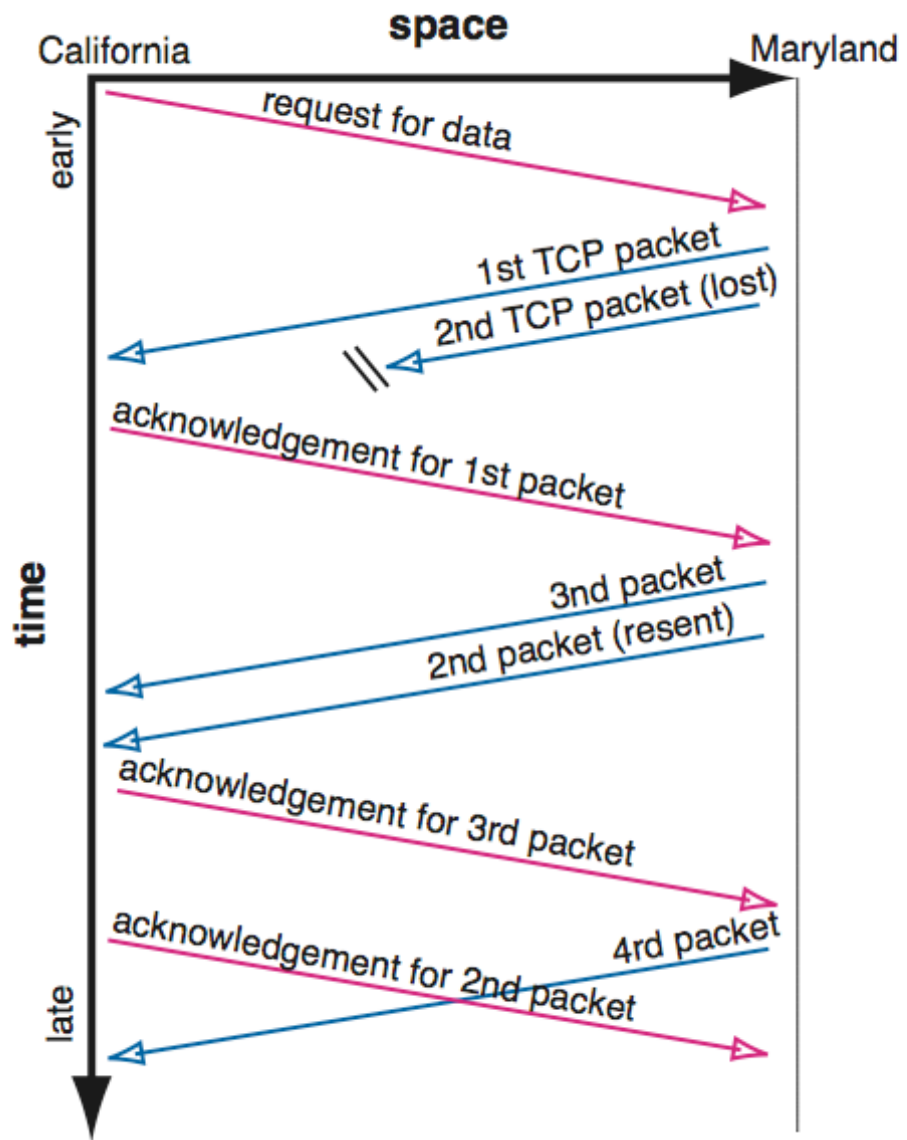 space
California
Maryland
early
request for data
1st TCP packet
2nd TCP packet (lost)
acknowledgement for 1st packet
time
3nd packet
2nd packet (resent)
acknowledgement for 3rd packet
4rd packet
acknowledgement for 2nd packet
late